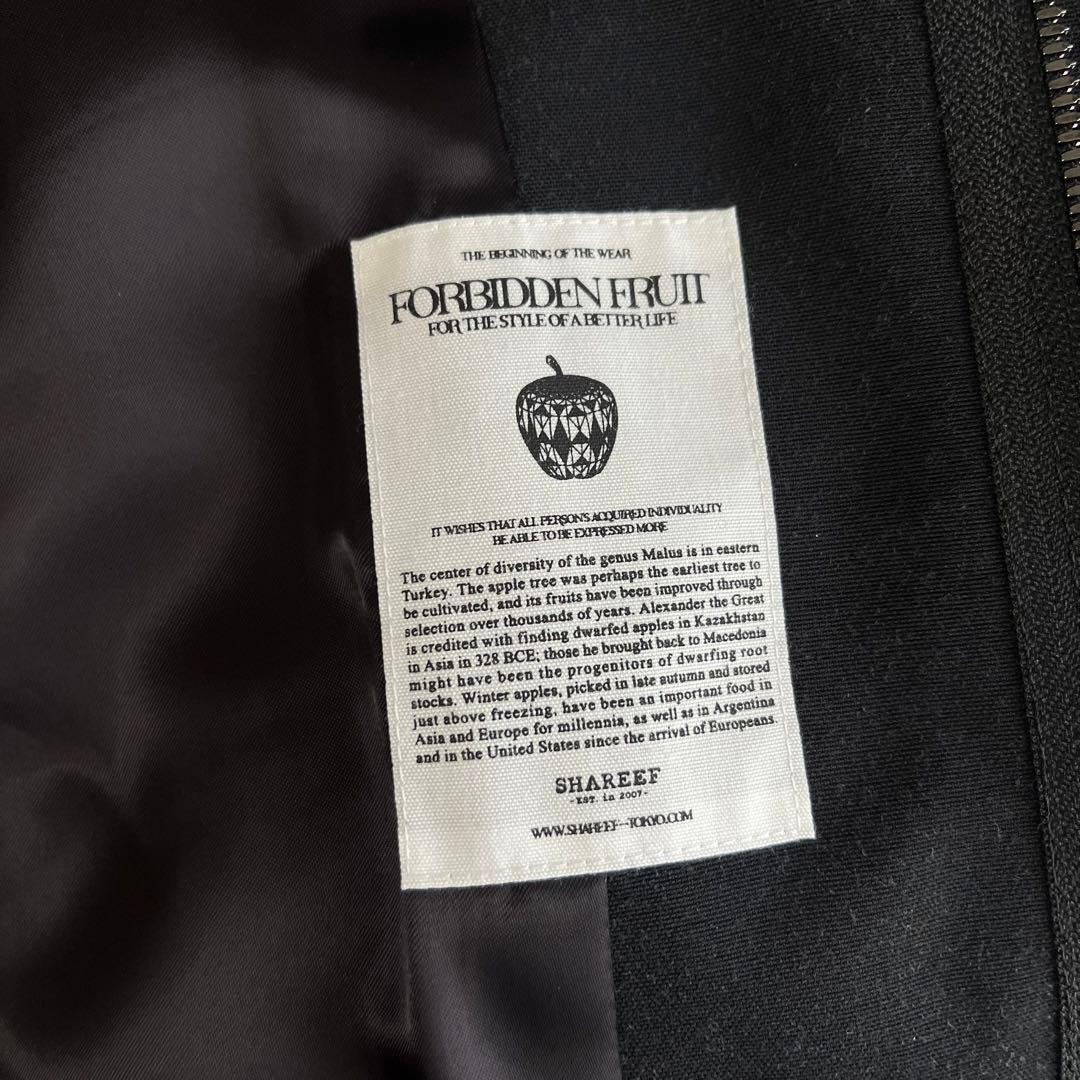 THE BEGINNING OF THE WEAR
FORBIDDEN FRUIT
FOR THE STYLE OF A BETTER LIFE
IT WISHES THAT ALL PERSON'S ACQUIRED INDIVIDUALITY
BE ABLE TO BE EXPRESSED MORE
The center of diversity of the genus Malus is in eastern
Turkey. The apple tree was perhaps the earliest tree to
be cultivated, and its fruits have been improved through
selection over thousands of years. Alexander the Great
is credited with finding dwarfed apples in Kazakhstan
in Asia in 328 BCE; those he brought back to Macedonia
might have been the progenitors of dwarfing root
stocks. Winter apples, picked in late autumn and stored
just above freezing, have been an important food in
Asia and Europe for millennia, as well as in Argentina
and in the United States since the arrival of Europeans.
SHAREEF
-EST. in 2007-
WWW.SHAREEF-TOKYO.COM